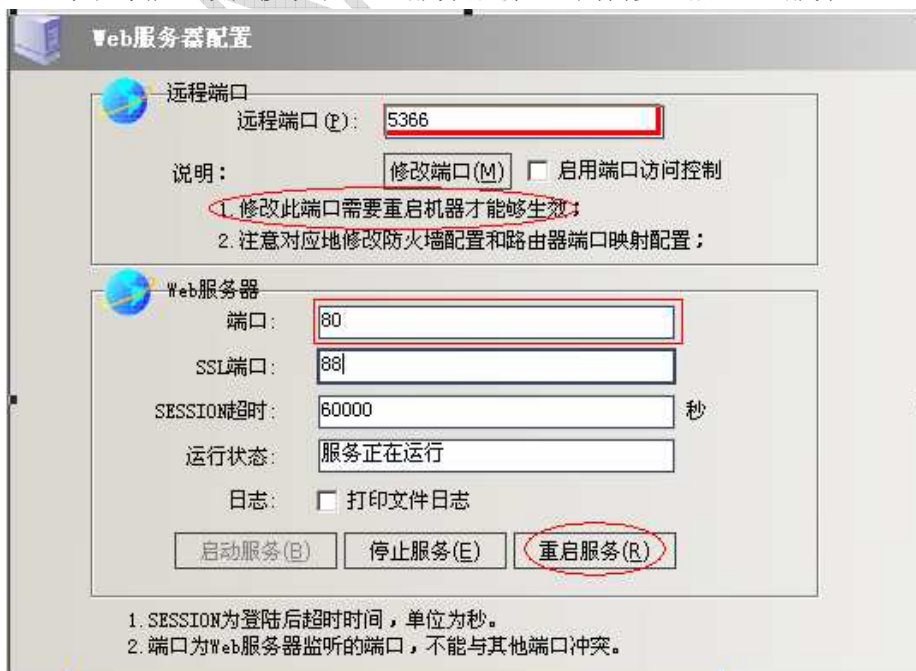 Web服务器配置
远程端口
远程端口(P): 5366
说明: 修改端口(M) 启用端口访问控制
1.修改此端口需要重启机器才能够生效;
2.注意对应地修改防火墙配置和路由器端口映射配置;
Web服务器
端口: 80
SSL端口: 88
SESSION超时: 60000 秒
运行状态: 服务正在运行
日志: 打印文件日志
启动服务(B) 停止服务(E) 重启服务(R)
1.SESSION为登陆后超时时间,单位为秒。
2.端口为Web服务器监听的端口,不能与其他端口冲突。